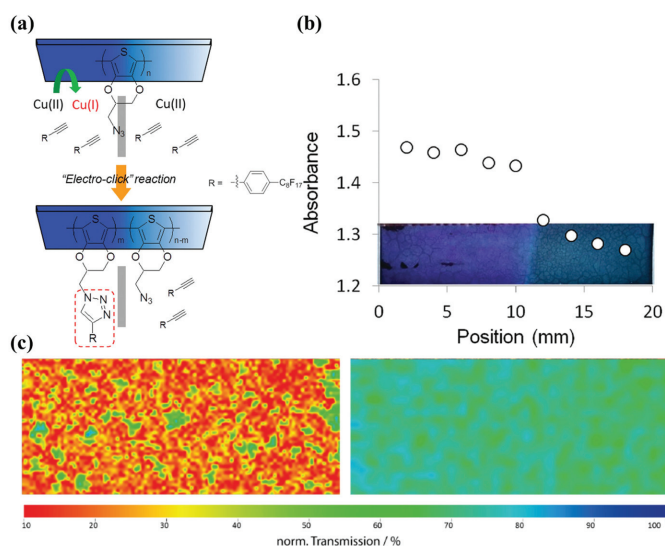 (a)
S
n
O O
Cu(II) Cu(I) Cu(II)
N3
R R R R
"Electro-click" reaction
R = C8F17
S S
m n-m
O O O O
N N3
N
N
R R R
(b)
Absorbance
1.6
1.5
1.4
1.3
1.2
0 5 10 15 20
Position (mm)
(c)
10 20 30 40 50 60 70 80 90 100
norm. Transmission / %